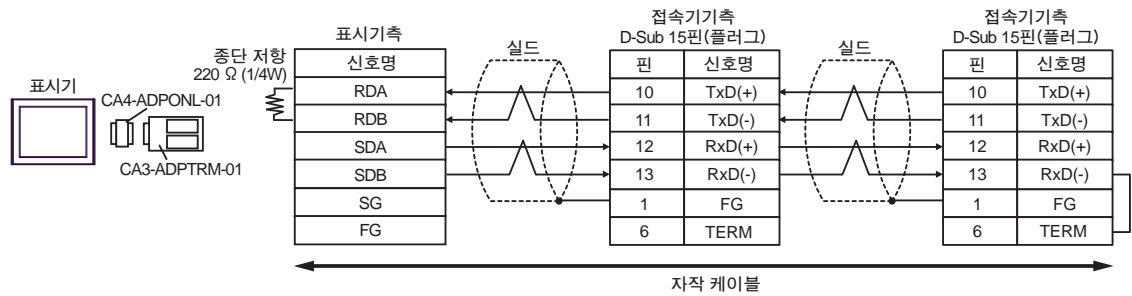 표시기
CA4-ADPONL-01
CA3-ADPTRM-01
종단 저항
220 Ω (1/4W)
표시기측
신호명
RDA
RDB
SDA
SDB
SG
FG
실드
접속기기측
D-Sub 15핀(플러그)
핀 신호명
10 TxD(+)
11 TxD(-)
12 RxD(+)
13 RxD(-)
1 FG
6 TERM
실드
접속기기측
D-Sub 15핀(플러그)
핀 신호명
10 TxD(+)
11 TxD(-)
12 RxD(+)
13 RxD(-)
1 FG
6 TERM
자작 케이블